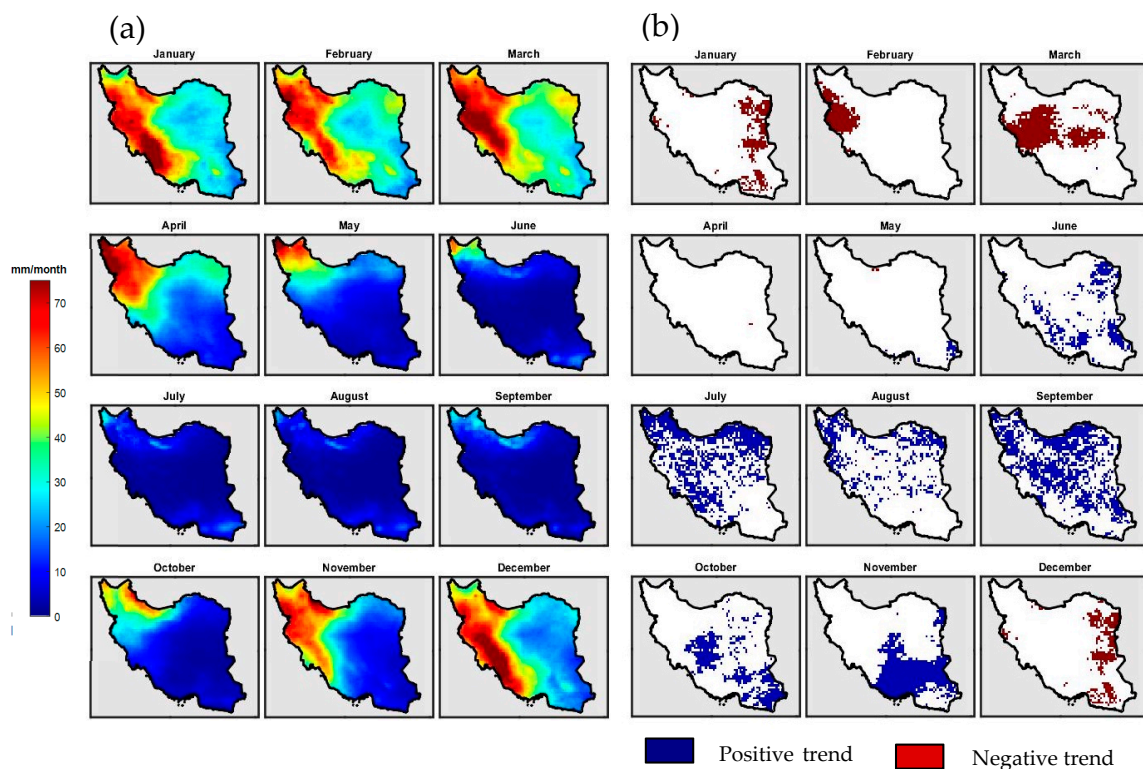 (a) (b)
January February March January February March
April May June April May June
mm/month
70
60
50
40
30
20
10
0
July August September July August September
October November December October November December
Positive trend Negative trend